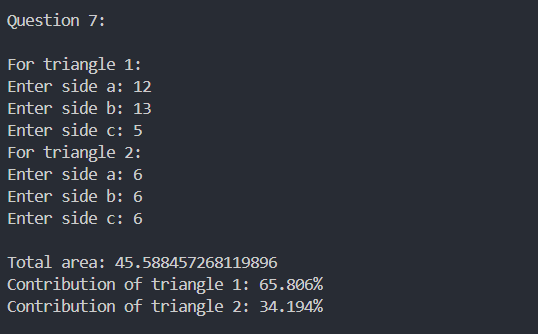 Question 7:
For triangle 1:
Enter side a: 12
Enter side b: 13
Enter side c: 5
For triangle 2:
Enter side a: 6
Enter side b: 6
Enter side c: 6
Total area: 45.588457268119896
Contribution of triangle 1: 65.806%
Contribution of triangle 2: 34.194%